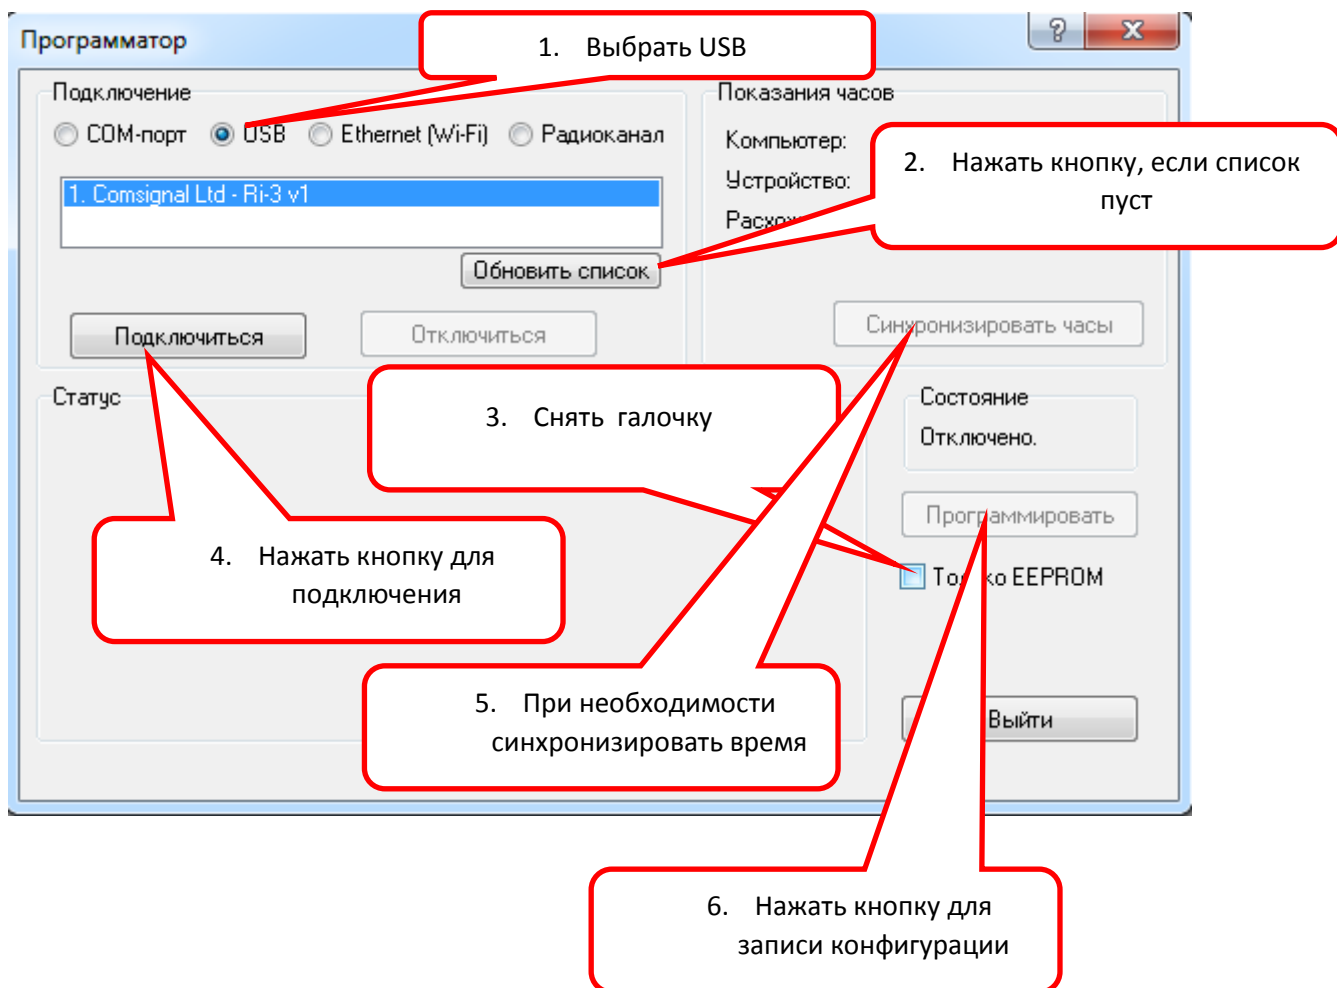 Программатор
1. Выбрать USB
Подключение
COM-порт USB Ethernet (Wi-Fi) Радиоканал
1. Comsignal Ltd - Ri-3 v1
Обновить список
Подключиться
Отключиться
Показания часов
Компьютер:
Устройство:
2. Нажать кнопку, если список
пуст
Синхронизировать часы
Статус
3. Снять галочку
Состояние
Отключено.
Программировать
Только EEPROM
4. Нажать кнопку для
подключения
5. При необходимости
синхронизировать время
Выйти
6. Нажать кнопку для
записи конфигурации